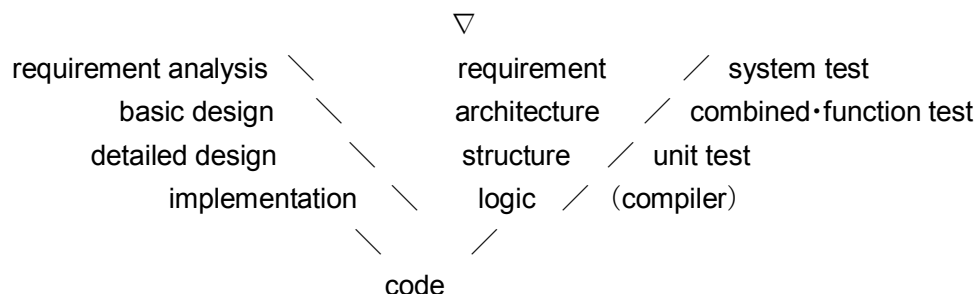 ▽
requirement analysis ＼ requirement ／ system test
basic design ＼ architecture ／ combined・function test
detailed design ＼ structure ／ unit test
implementation ＼ logic ／ （compiler）
＼ ／
code